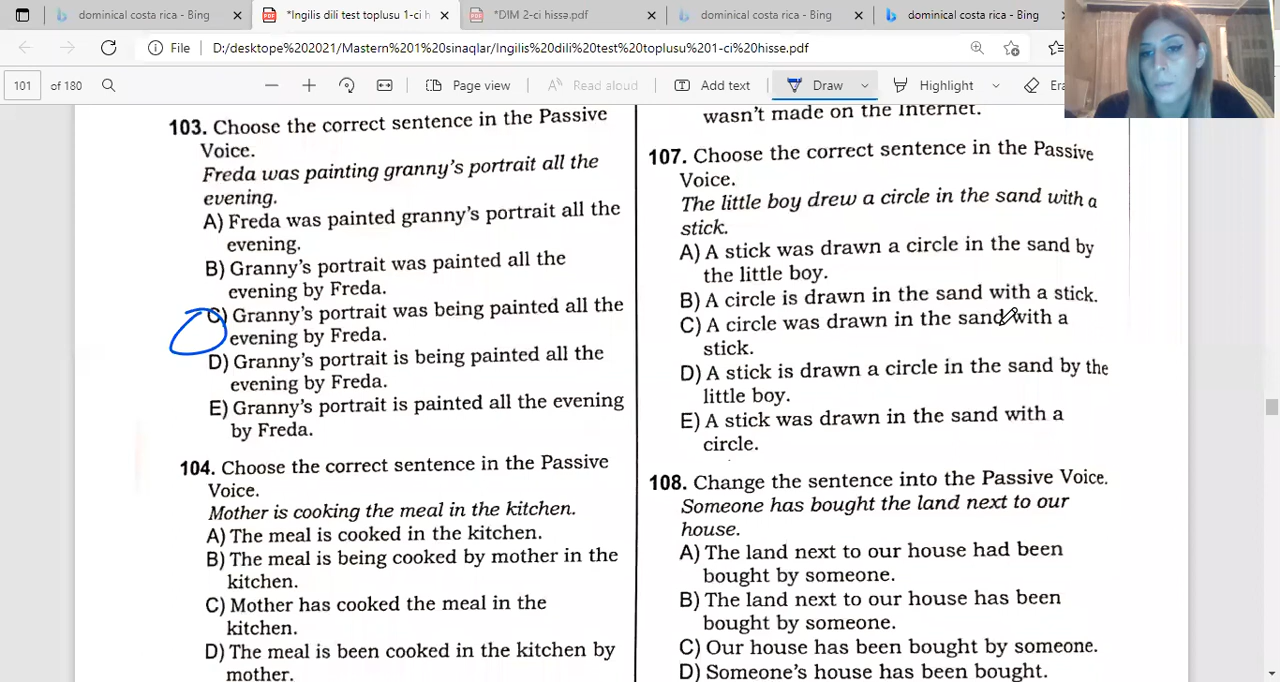 dominical costa rica - Bing
*Ingilis dili test toplusu 1-ci h
*DIM 2-ci hissə.pdf
dominical costa rica - Bing
dominical costa rica - Bing
File
D:/desktope%202021/Mastern%201%20sinaqlar/Ingilis%20dili%20test%20toplusu%201-ci%20hisse.pdf
101
of 180
Page view
Read aloud
Add text
Draw
Highlight
Era
103. Choose the correct sentence in the Passive
Voice.
Freda was painting granny's portrait all the
evening.
A) Freda was painted granny's portrait all the
evening.
B) Granny's portrait was painted all the
evening by Freda.
C) Granny's portrait was being painted all the
evening by Freda.
D) Granny's portrait is being painted all the
evening by Freda.
E) Granny's portrait is painted all the evening
by Freda.
104. Choose the correct sentence in the Passive
Voice.
Mother is cooking the meal in the kitchen.
A) The meal is cooked in the kitchen.
B) The meal is being cooked by mother in the
kitchen.
C) Mother has cooked the meal in the
kitchen.
D) The meal is been cooked in the kitchen by
mother.
wasn't made on the Internet.
107. Choose the correct sentence in the Passive
Voice.
The little boy drew a circle in the sand with a
stick.
A) A stick was drawn a circle in the sand by
the little boy.
B) A circle is drawn in the sand with a stick.
C) A circle was drawn in the sand with a
stick.
D) A stick is drawn a circle in the sand by the
little boy.
E) A stick was drawn in the sand with a
circle.
108. Change the sentence into the Passive Voice.
Someone has bought the land next to our
house.
A) The land next to our house had been
bought by someone.
B) The land next to our house has been
bought by someone.
C) Our house has been bought by someone.
D) Someone's house has been bought.